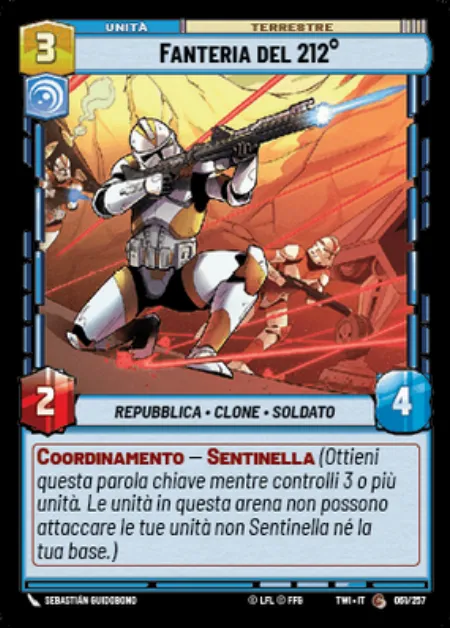 UNITÀ
TERRESTRE
3
FANTERIA DEL 212°
2
REPUBBLICA • CLONE • SOLDATO
4
COORDINAMENTO – SENTINELLA (Ottieni
questa parola chiave mentre controlli 3 o più
unità. Le unità in questa arena non possono
attaccare le tue unità non Sentinella né la
tua base.)
SEBASTIÁN GUIDOBONO
© LFL © FFG
TWI • IT
C
061/257